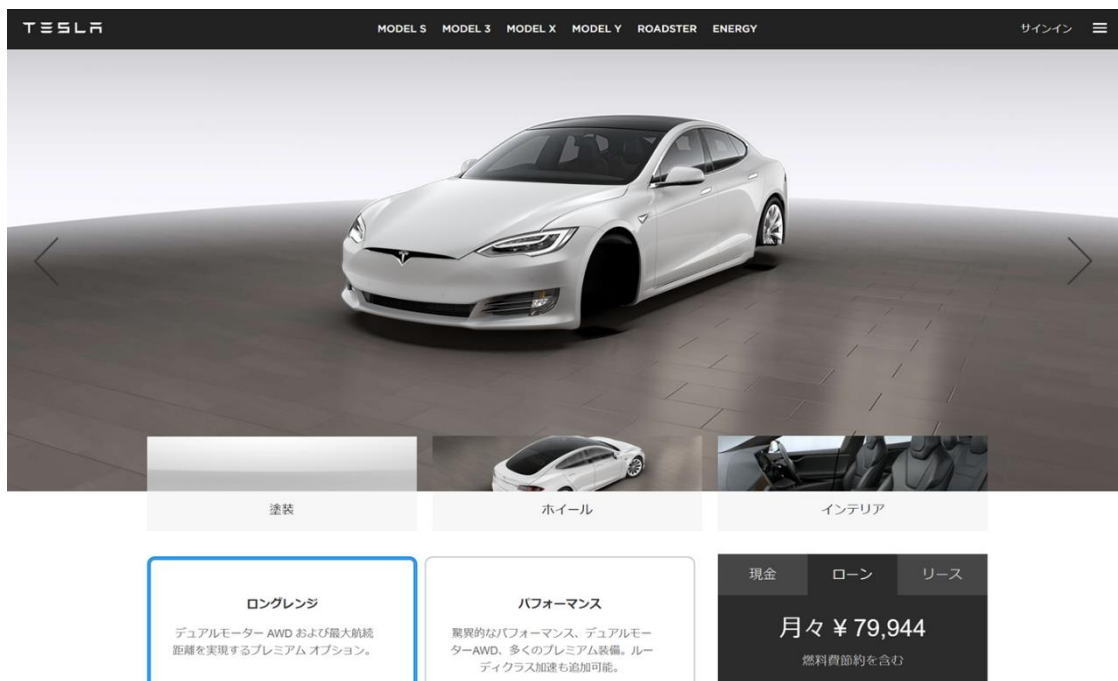 TESLA
MODEL S MODEL 3 MODEL X MODEL Y ROADSTER ENERGY
サインイン
塗装
ホイール
インテリア
ロングレンジ
デュアルモーター AWD および最大航続
距離を実現するプレミアム オプション。
パフォーマンス
驚異的なパフォーマンス、デュアルモー
ターAWD、多くのプレミアム装備。ルー
ディクラス加速も追加可能。
現金 ローン リース
月々 ¥ 79,944
燃料費節約を含む